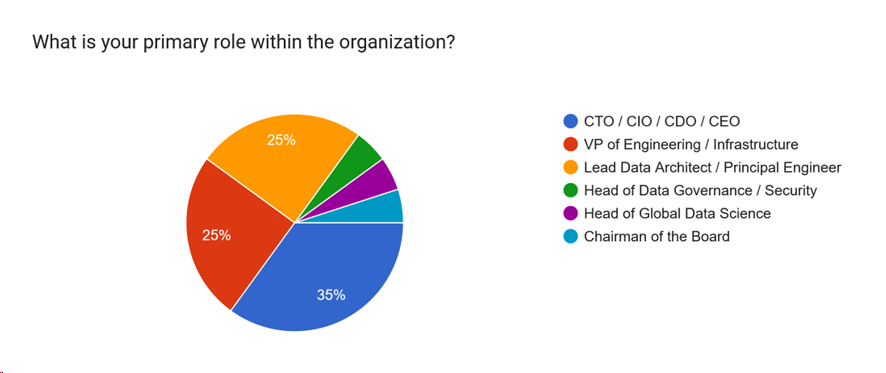 What is your primary role within the organization?
25%
25%
35%
CTO / CIO / CDO / CEO
VP of Engineering / Infrastructure
Lead Data Architect / Principal Engineer
Head of Data Governance / Security
Head of Global Data Science
Chairman of the Board